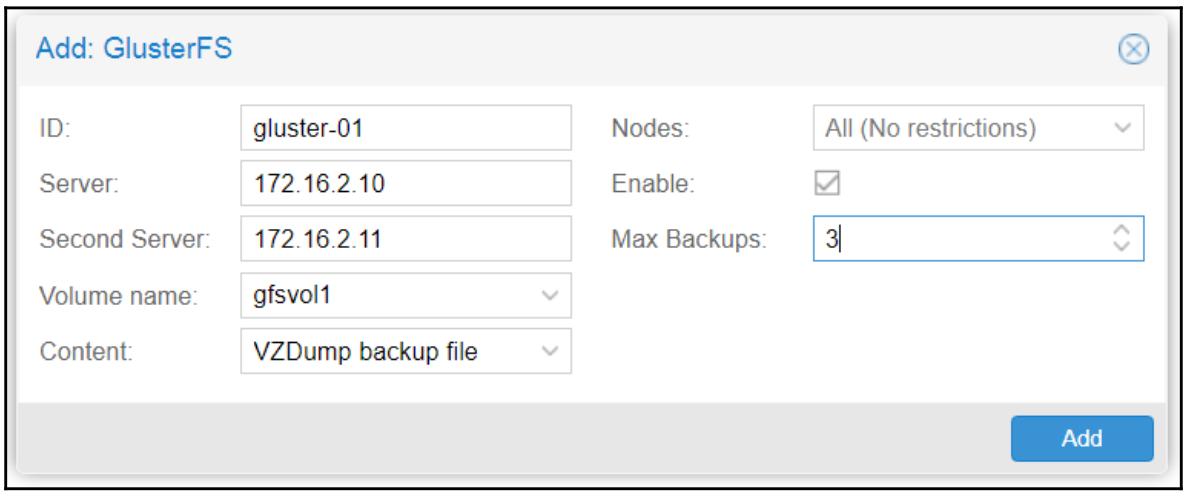 Add: GlusterFS
ID: gluster-01 Nodes: All (No restrictions)
Server: 172.16.2.10 Enable:
Second Server: 172.16.2.11 Max Backups: 3
Volume name: gfsvol1
Content: VZDump backup file
Add